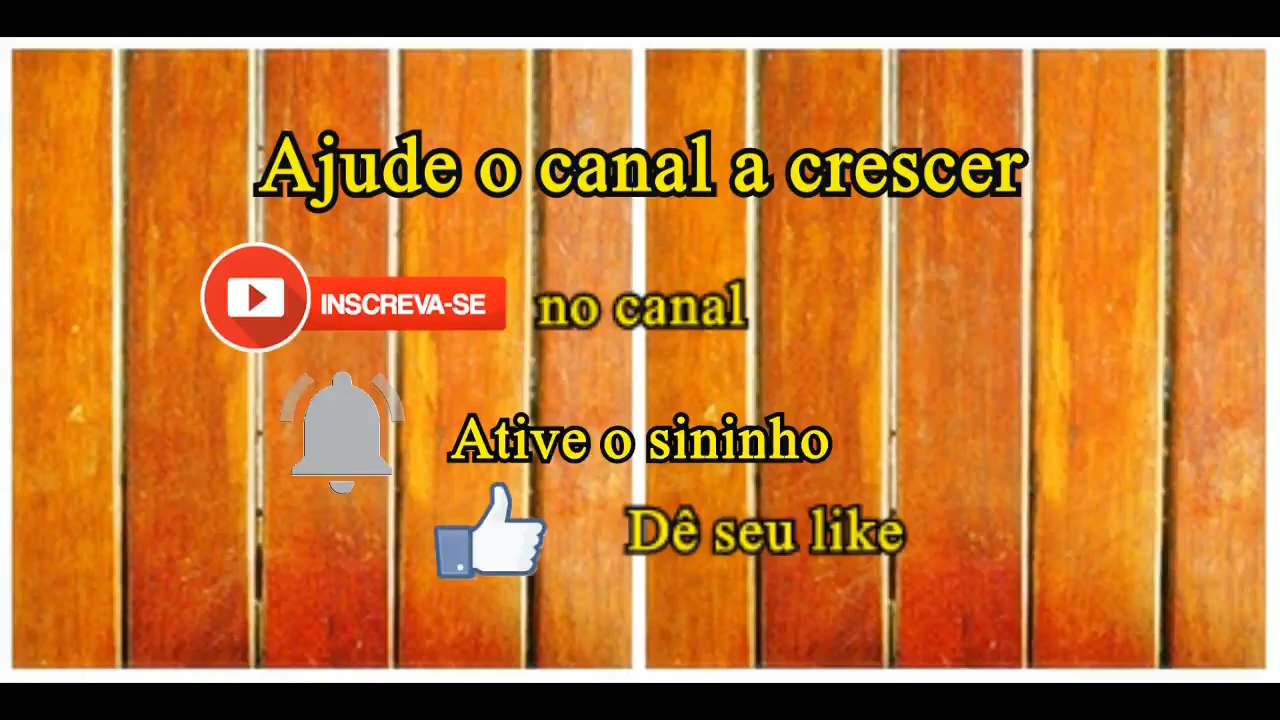 Ajude o canal a crescer
INSCREVA-SE no canal
Ative o sininho
Dê seu like